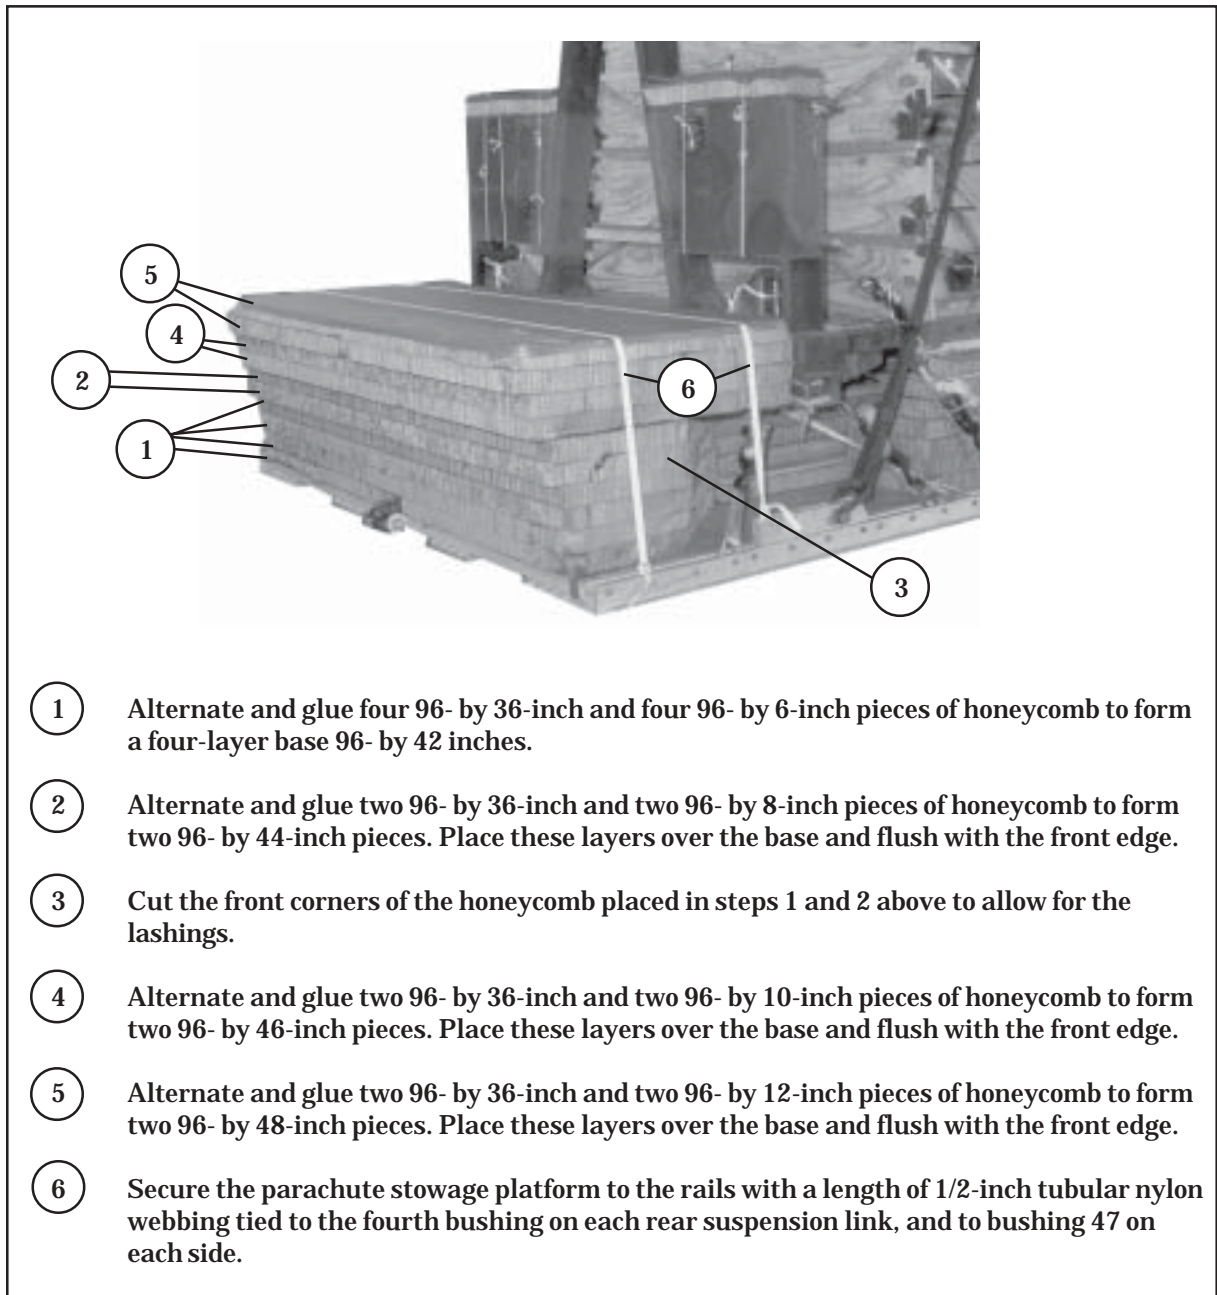 5
4
2
6
1
3
1 Alternate and glue four 96- by 36-inch and four 96- by 6-inch pieces of honeycomb to form
a four-layer base 96- by 42 inches.
2 Alternate and glue two 96- by 36-inch and two 96- by 8-inch pieces of honeycomb to form
two 96- by 44-inch pieces. Place these layers over the base and flush with the front edge.
3 Cut the front corners of the honeycomb placed in steps 1 and 2 above to allow for the
lashings.
4 Alternate and glue two 96- by 36-inch and two 96- by 10-inch pieces of honeycomb to form
two 96- by 46-inch pieces. Place these layers over the base and flush with the front edge.
5 Alternate and glue two 96- by 36-inch and two 96- by 12-inch pieces of honeycomb to form
two 96- by 48-inch pieces. Place these layers over the base and flush with the front edge.
6 Secure the parachute stowage platform to the rails with a length of 1/2-inch tubular nylon
webbing tied to the fourth bushing on each rear suspension link, and to bushing 47 on
each side.